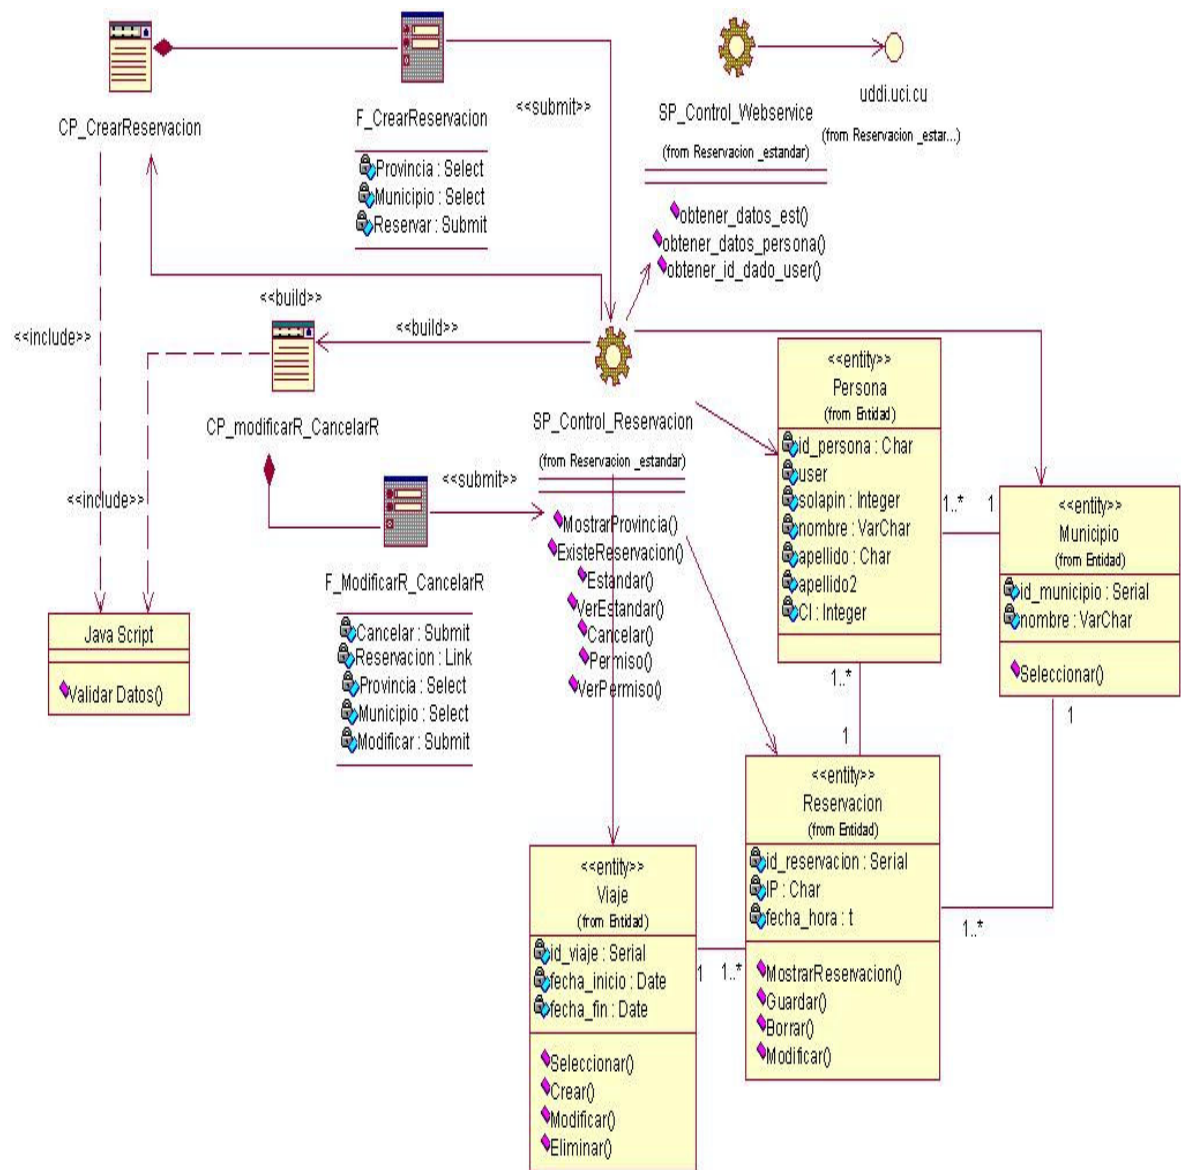 CP_CrearReservacion
F_CrearReservacion
Provincia : Select
Municipio : Select
Reservar : Submit
<<submit>>
SP_Control_Webservice
(from Reservacion _estandar)
obtener_datos_est()
obtener_datos_persona()
obtener_id_dado_user()
uddi.uci.cu
(from Reservacion _estar...)
<<build>>
<<build>>
<<include>>
CP_modificarR_CancelarR
<<include>>
<<submit>>
SP_Control_Reservacion
(from Reservacion _estandar)
MostrarProvincia()
ExisteReservacion()
Estandar()
VerEstandar()
Cancelar()
Permiso()
VerPermiso()
F_ModificarR_CancelarR
Cancelar : Submit
Reservacion : Link
Provincia : Select
Municipio : Select
Modificar : Submit
Java Script
Validar Datos()
<<entity>>
Persona
(from Entidad)
id_persona : Char
user
solapin : Integer
nombre : VarChar
apellido : Char
apellido2
CI : Integer
1..*
1
<<entity>>
Municipio
(from Entidad)
id_municipio : Serial
nombre : VarChar
Seleccionar()
1..*
1
1
1..*
<<entity>>
Reservacion
(from Entidad)
id_reservacion : Serial
IP : Char
fecha_hora : t
MostrarReservacion()
Guardar()
Borrar()
Modificar()
1
1..*
<<entity>>
Viaje
(from Entidad)
id_viaje : Serial
fecha_inicio : Date
fecha_fin : Date
Seleccionar()
Crear()
Modificar()
Eliminar()